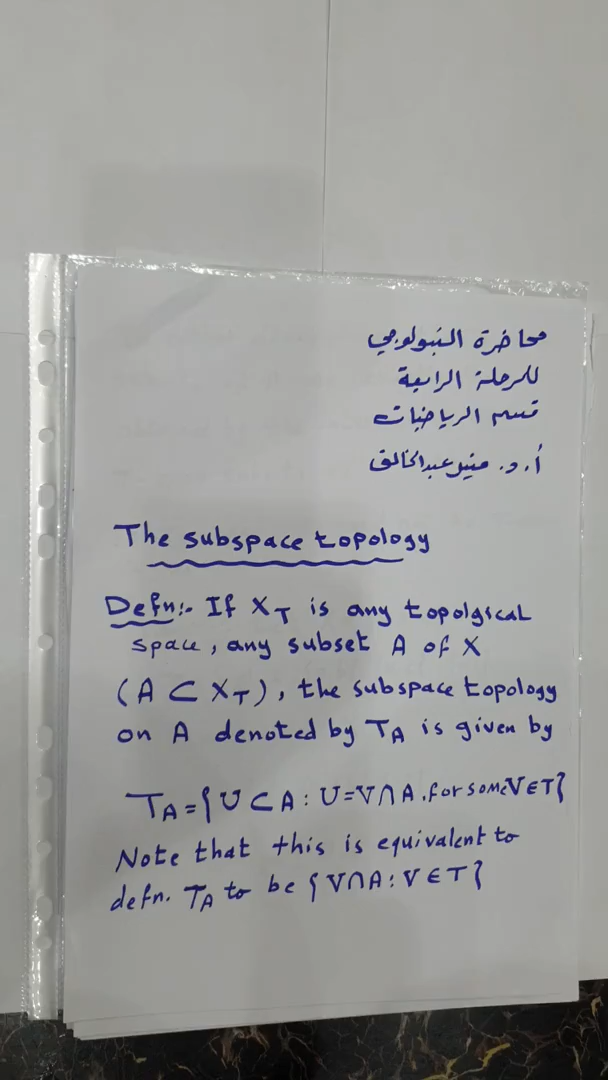 محاضرة التبولوجي
للمرحلة الرابعة
قسم الرياضيات
أ.د. منير عبدالخالق
The subspace topology
Defn:. If X_T is any topolgical
space, any subset A of X
(A ⊂ X_T), the subspace topology
on A denoted by T_A is given by
T_A = {U ⊂ A : U = V ∩ A, for some V ∈ T}
Note that this is equivalent to
defn. T_A to be {V ∩ A : V ∈ T}